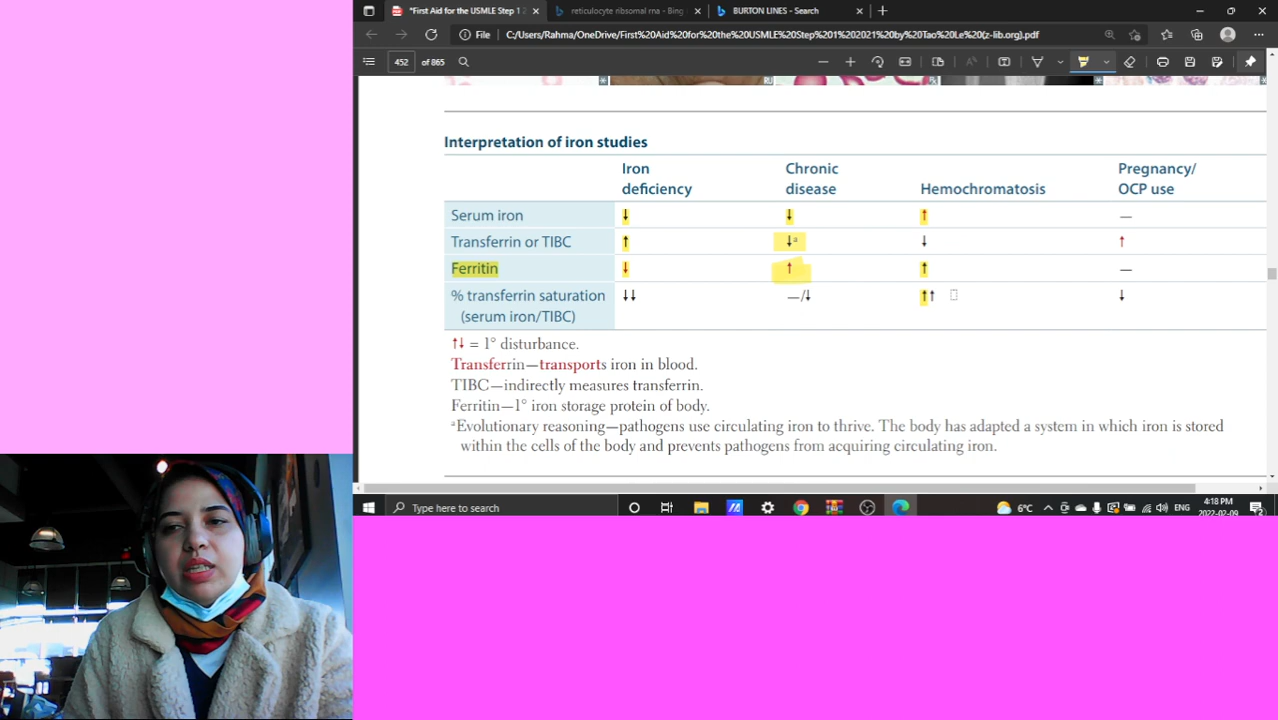 *First Aid for the USMLE Step 1 2 × reticulocyte ribosomal rna - Bing × BURTON LINES - Search × +
File C:/Users/Rahma/OneDrive/First%20Aid%20for%20the%20USMLE%20Step%201%202021%20by%20Tao%20Le%20(z-lib.org).pdf
452 of 865
Interpretation of iron studies
Iron deficiency Chronic disease Hemochromatosis Pregnancy/ OCP use
Serum iron ↓ ↓ ↑ —
Transferrin or TIBC ↑ ↓ᵃ ↓ ↑
Ferritin ↓ ↑ ↑ —
% transferrin saturation ↓↓ —/↓ ↑↑ ↓
(serum iron/TIBC)
↑↓ = 1° disturbance.
Transferrin—transports iron in blood.
TIBC—indirectly measures transferrin.
Ferritin—1° iron storage protein of body.
ᵃEvolutionary reasoning—pathogens use circulating iron to thrive. The body has adapted a system in which iron is stored
within the cells of the body and prevents pathogens from acquiring circulating iron.
Type here to search 6°C ENG 4:18 PM
2022-02-09